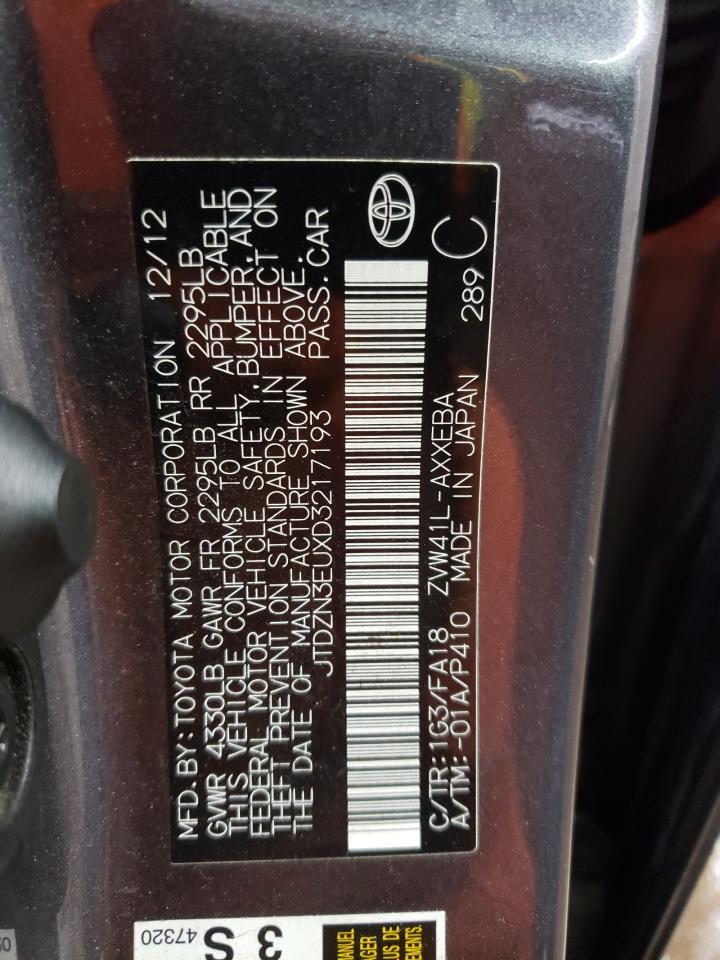 MFD.BY:TOYOTA MOTOR CORPORATION 12/12
GVWR 4330LB GAWR FR 2295LB RR 2295LB
THIS VEHICLE CONFORMS TO ALL APPLICABLE
FEDERAL MOTOR VEHICLE SAFETY,BUMPER,AND
THEFT PREVENTION STANDARDS IN EFFECT ON
THE DATE OF MANUFACTURE SHOWN ABOVE.
JTDZN3EUXD3217193 PASS.CAR
C/TR:1G3/FA18 ZVW41L-AXXEBA 289 C
A/TM:-01A/P410 MADE IN JAPAN
47320
3 S
MANUEL